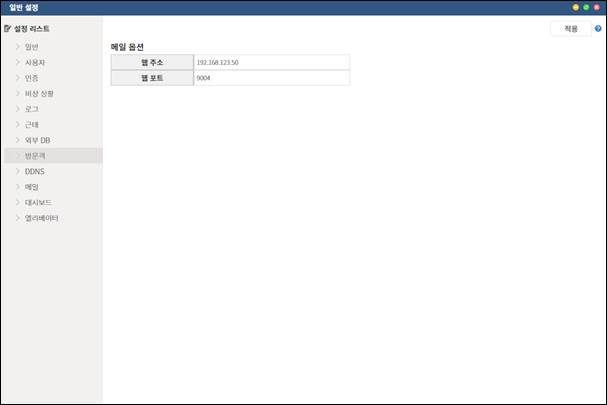 일반 설정
설정 리스트
적용
일반
사용자
인증
비상 상황
로그
근태
외부 DB
방문객
DDNS
메일
대시보드
엘리베이터
메일 옵션
웹 주소 192.168.123.50
웹 포트 9004